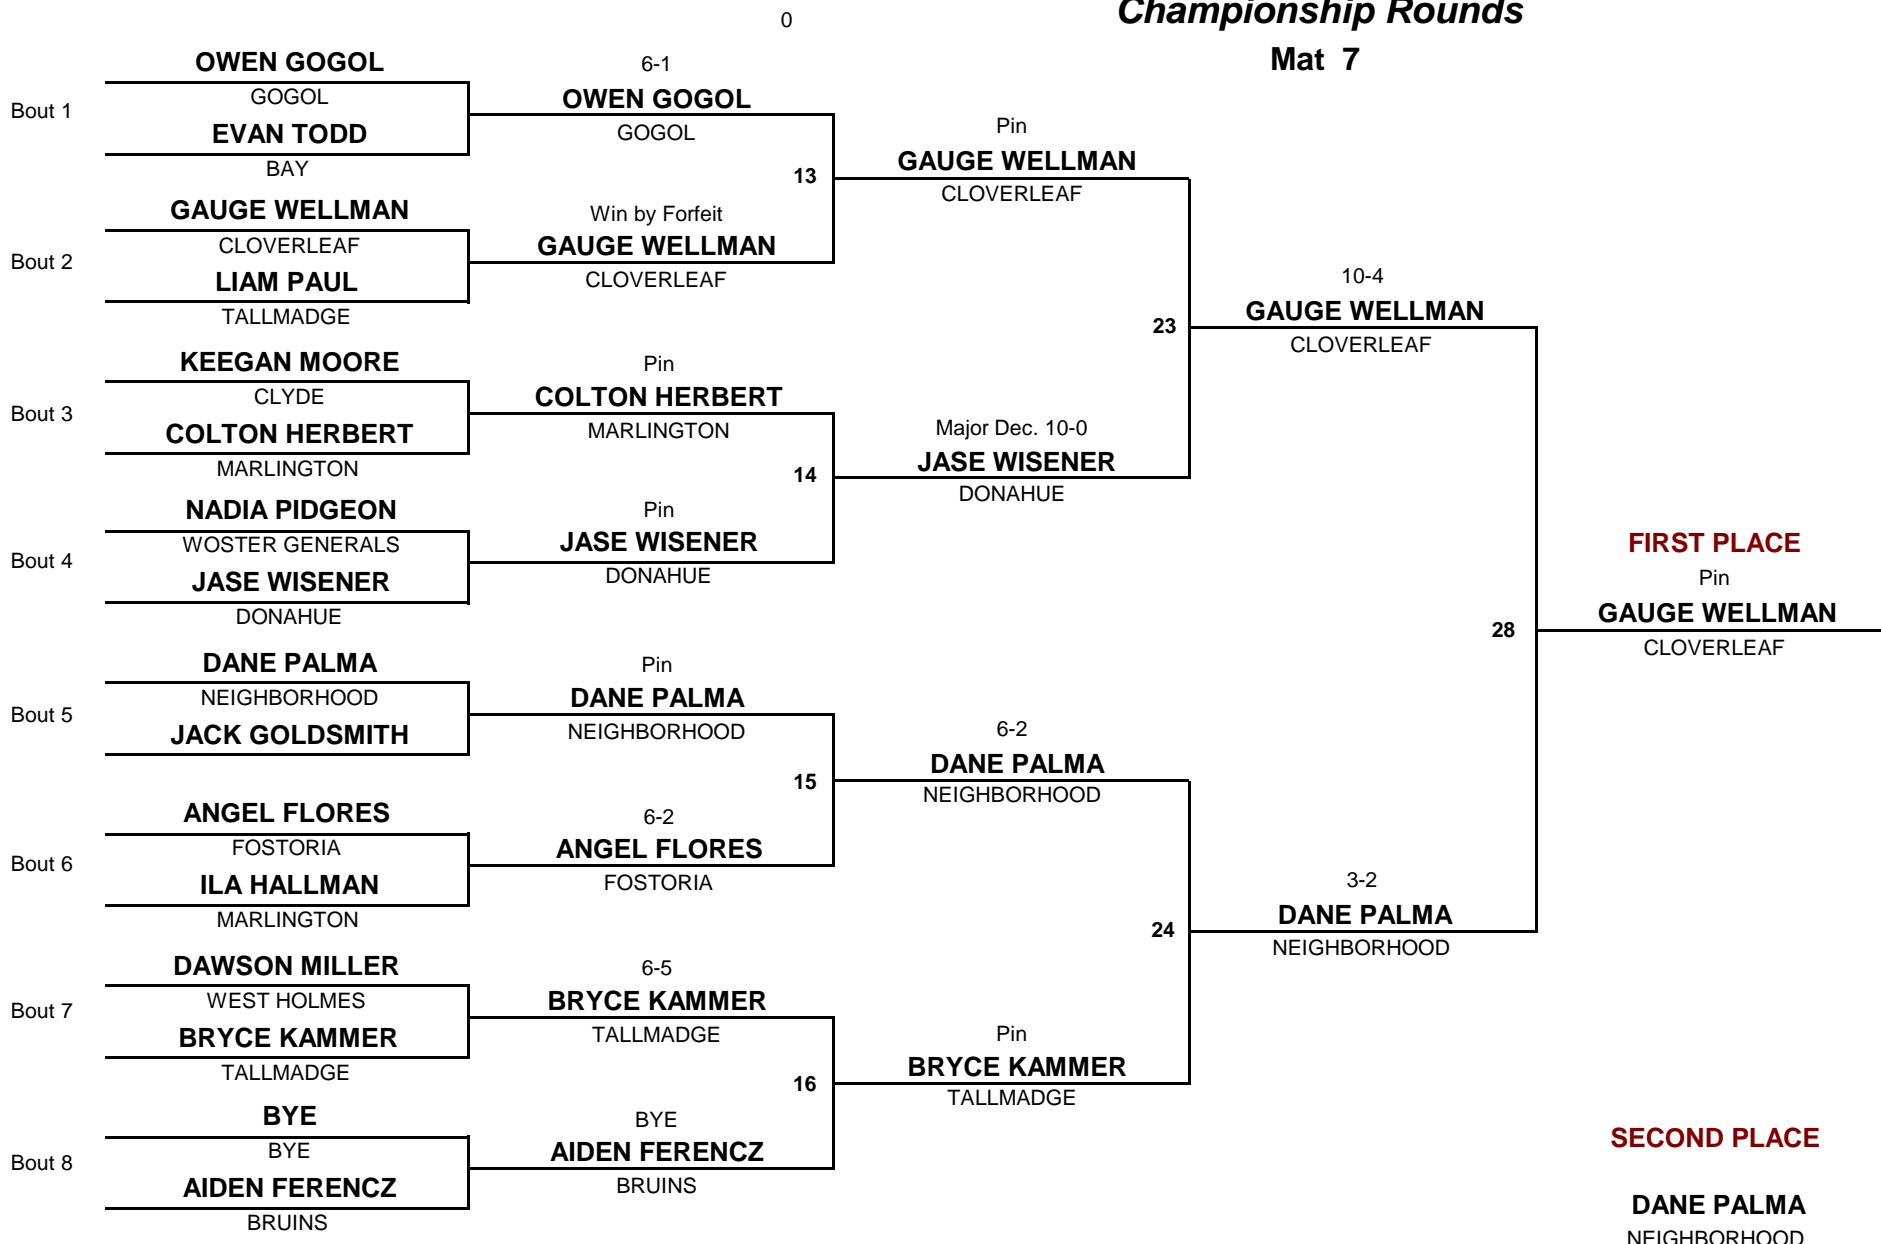 0
Championship Rounds
Mat 7
OWEN GOGOL
GOGOL
Bout 1
EVAN TODD
BAY
GAUGE WELLMAN
CLOVERLEAF
Bout 2
LIAM PAUL
TALLMADGE
KEEGAN MOORE
CLYDE
Bout 3
COLTON HERBERT
MARLINGTON
NADIA PIDGEON
WOSTER GENERALS
Bout 4
JASE WISENER
DONAHUE
DANE PALMA
NEIGHBORHOOD
Bout 5
JACK GOLDSMITH
ANGEL FLORES
FOSTORIA
Bout 6
ILA HALLMAN
MARLINGTON
DAWSON MILLER
WEST HOLMES
Bout 7
BRYCE KAMMER
TALLMADGE
BYE
BYE
Bout 8
AIDEN FERENCZ
BRUINS
6-1
OWEN GOGOL
GOGOL
13
Win by Forfeit
GAUGE WELLMAN
CLOVERLEAF
Pin
COLTON HERBERT
MARLINGTON
14
Pin
JASE WISENER
DONAHUE
Pin
DANE PALMA
NEIGHBORHOOD
15
6-2
ANGEL FLORES
FOSTORIA
6-5
BRYCE KAMMER
TALLMADGE
16
BYE
AIDEN FERENCZ
BRUINS
Pin
GAUGE WELLMAN
CLOVERLEAF
23
Major Dec. 10-0
JASE WISENER
DONAHUE
6-2
DANE PALMA
NEIGHBORHOOD
24
Pin
BRYCE KAMMER
TALLMADGE
10-4
GAUGE WELLMAN
CLOVERLEAF
28
3-2
DANE PALMA
NEIGHBORHOOD
FIRST PLACE
Pin
GAUGE WELLMAN
CLOVERLEAF
SECOND PLACE
DANE PALMA
NEIGHBORHOOD